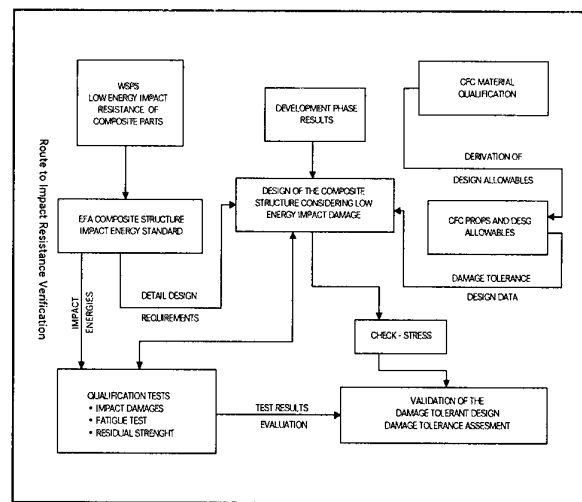 WSP'S
LOW ENERGY IMPACT
RESISTANCE OF
COMPOSITE PARTS
DEVELOPMENT PHASE
RESULTS
CFC MATERIAL
QUALIFICATION
DERIVATION OF
DESIGN ALLOWABLES
Route to Impact Resistance Verification
EFA COMPOSITE STRUCTURE
IMPACT ENERGY STANDARD
DESIGN OF THE COMPOSITE
STRUCTURE CONSIDERING LOW
ENERGY IMPACT DAMAGE
CFC PROPS AND DESG
ALLOWABLES
DAMAGE TOLERANCE
DESIGN DATA
IMPACT
ENERGIES
DETAIL DESIGN
REQUIREMENTS
CHECK - STRESS
QUALIFICATION TESTS
• IMPACT DAMAGES
• FATIGUE TEST
• RESIDUAL STRENGHT
TEST RESULTS
EVALUATION
VALIDATION OF THE
DAMAGE TOLERANT DESIGN
DAMAGE TOLERANCE ASSESMENT